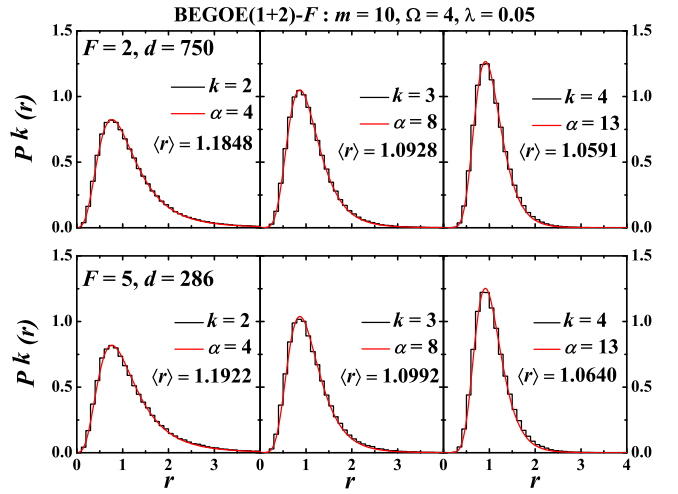 BEGOE(1+2)-F : m = 10, Ω = 4, λ = 0.05
F = 2, d = 750
k = 2
α = 4
⟨r⟩ = 1.1848
k = 3
α = 8
⟨r⟩ = 1.0928
k = 4
α = 13
⟨r⟩ = 1.0591
P^k(r)
1.5
1.0
0.5
0.0
1.5
1.0
0.5
0.0
F = 5, d = 286
k = 2
α = 4
⟨r⟩ = 1.1922
k = 3
α = 8
⟨r⟩ = 1.0992
k = 4
α = 13
⟨r⟩ = 1.0640
P^k(r)
1.5
1.0
0.5
0.0
1.5
1.0
0.5
0.0
0 1 2 3 0 1 2 3 0 1 2 3 4
r r r